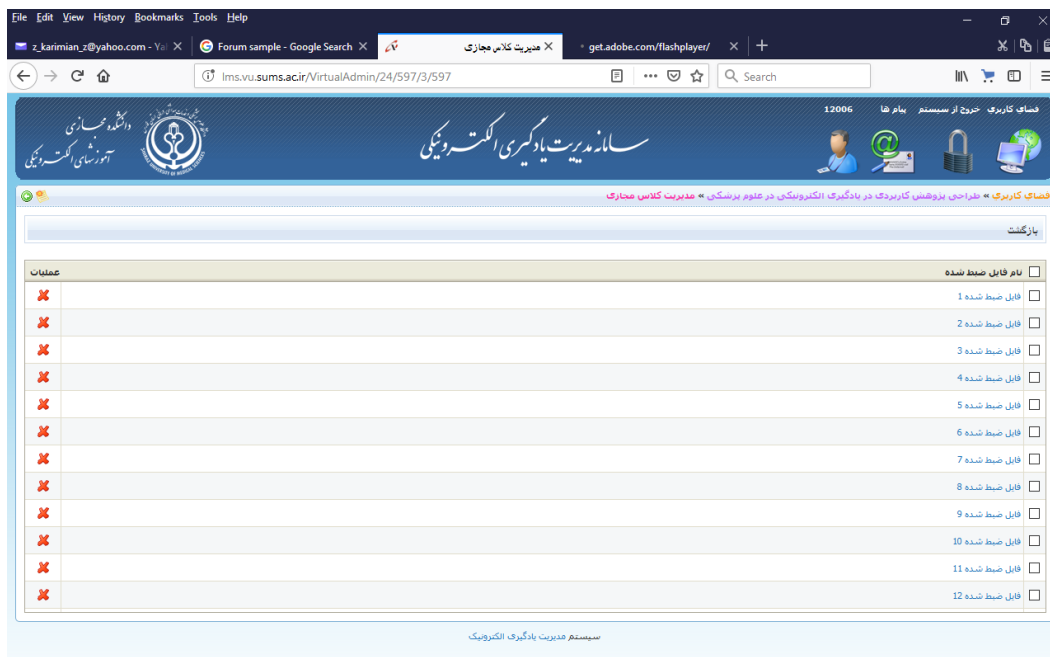 File Edit View History Bookmarks Tools Help
z_karimian_z@yahoo.com - Yal
Forum sample - Google Search
مدیریت کلاس مجازی
get.adobe.com/flashplayer/
lms.vu.sums.ac.ir/VirtualAdmin/24/597/3/597
Search
فضای کاربری خروج از سیستم پیام ها 12006
سامانه مدیریت یادگیری الکترونیکی
دانشکده مجازی
آموزشهای الکترونیکی
فضای کاربری » طراحی پژوهش کاربردی در یادگیری الکترونیکی در علوم پزشکی » مدیریت کلاس مجازی
بازگشت
نام فایل ضبط شده عملیات
فایل ضبط شده 1
فایل ضبط شده 2
فایل ضبط شده 3
فایل ضبط شده 4
فایل ضبط شده 5
فایل ضبط شده 6
فایل ضبط شده 7
فایل ضبط شده 8
فایل ضبط شده 9
فایل ضبط شده 10
فایل ضبط شده 11
فایل ضبط شده 12
سیستم مدیریت یادگیری الکترونیک